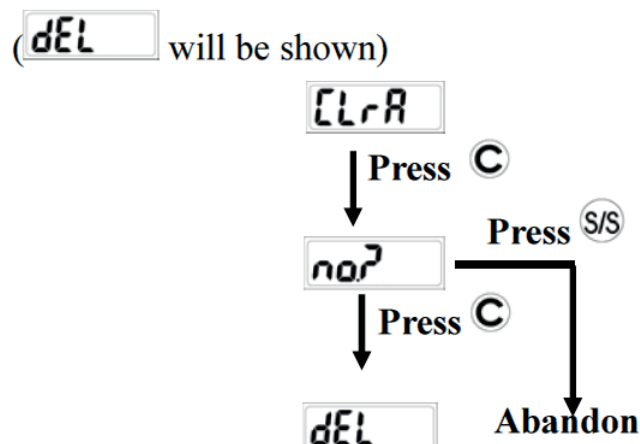 (dEL will be shown)
CLrA
Press C
Press S/S
no.?
Press C
dEL
Abandon